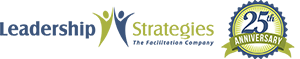 Leadership Strategies
The Facilitation Company
25th
ANNIVERSARY